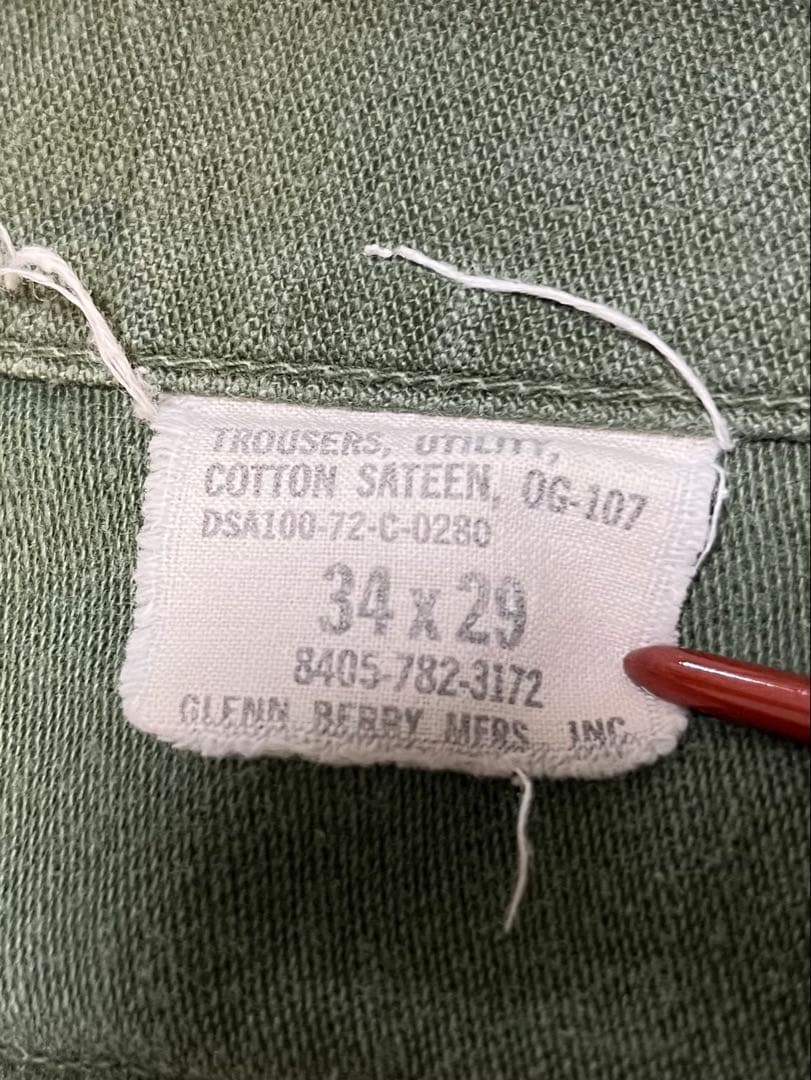 TROUSERS, UTILITY,
COTTON SATEEN, OG-107
DSA100-72-C-0280
34 x 29
8405-782-3172
GLENN BERRY MFRS. INC.